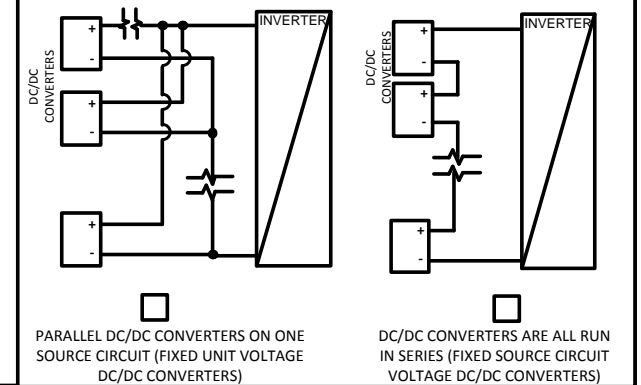 INVERTER
+
-
DC/DC
CONVERTERS
+
-
+
-
PARALLEL DC/DC CONVERTERS ON ONE
SOURCE CIRCUIT (FIXED UNIT VOLTAGE
DC/DC CONVERTERS)
INVERTER
+
-
DC/DC
CONVERTERS
+
-
+
-
DC/DC CONVERTERS ARE ALL RUN
IN SERIES (FIXED SOURCE CIRCUIT
VOLTAGE DC/DC CONVERTERS)